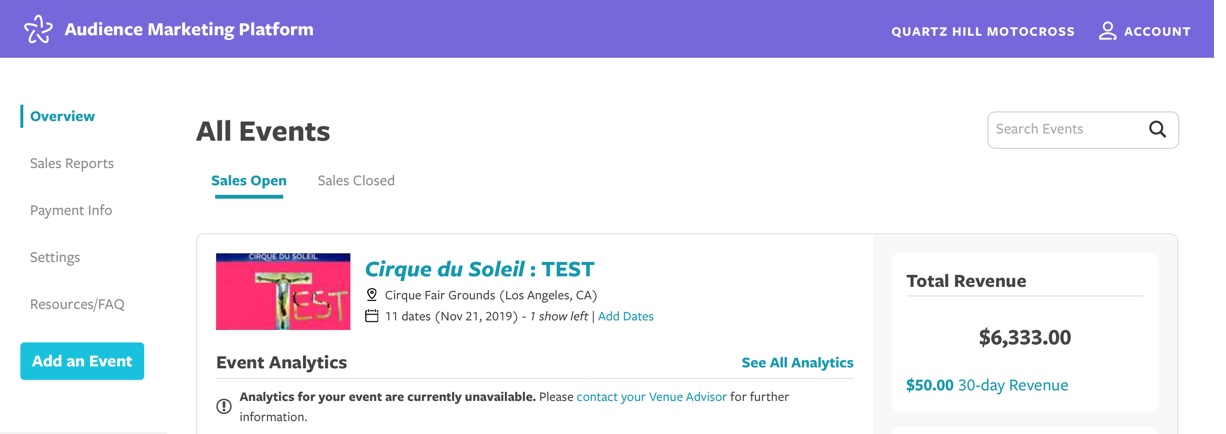 Audience Marketing Platform
QUARTZ HILL MOTOCROSS
ACCOUNT
Overview
Sales Reports
Payment Info
Settings
Resources/FAQ
Add an Event
All Events
Search Events
Sales Open
Sales Closed
CIRQUE DU SOLEIL
TEST
Cirque du Soleil : TEST
Cirque Fair Grounds (Los Angeles, CA)
11 dates (Nov 21, 2019) - 1 show left | Add Dates
Event Analytics
See All Analytics
Analytics for your event are currently unavailable. Please contact your Venue Advisor for further
information.
Total Revenue
$6,333.00
$50.00 30-day Revenue